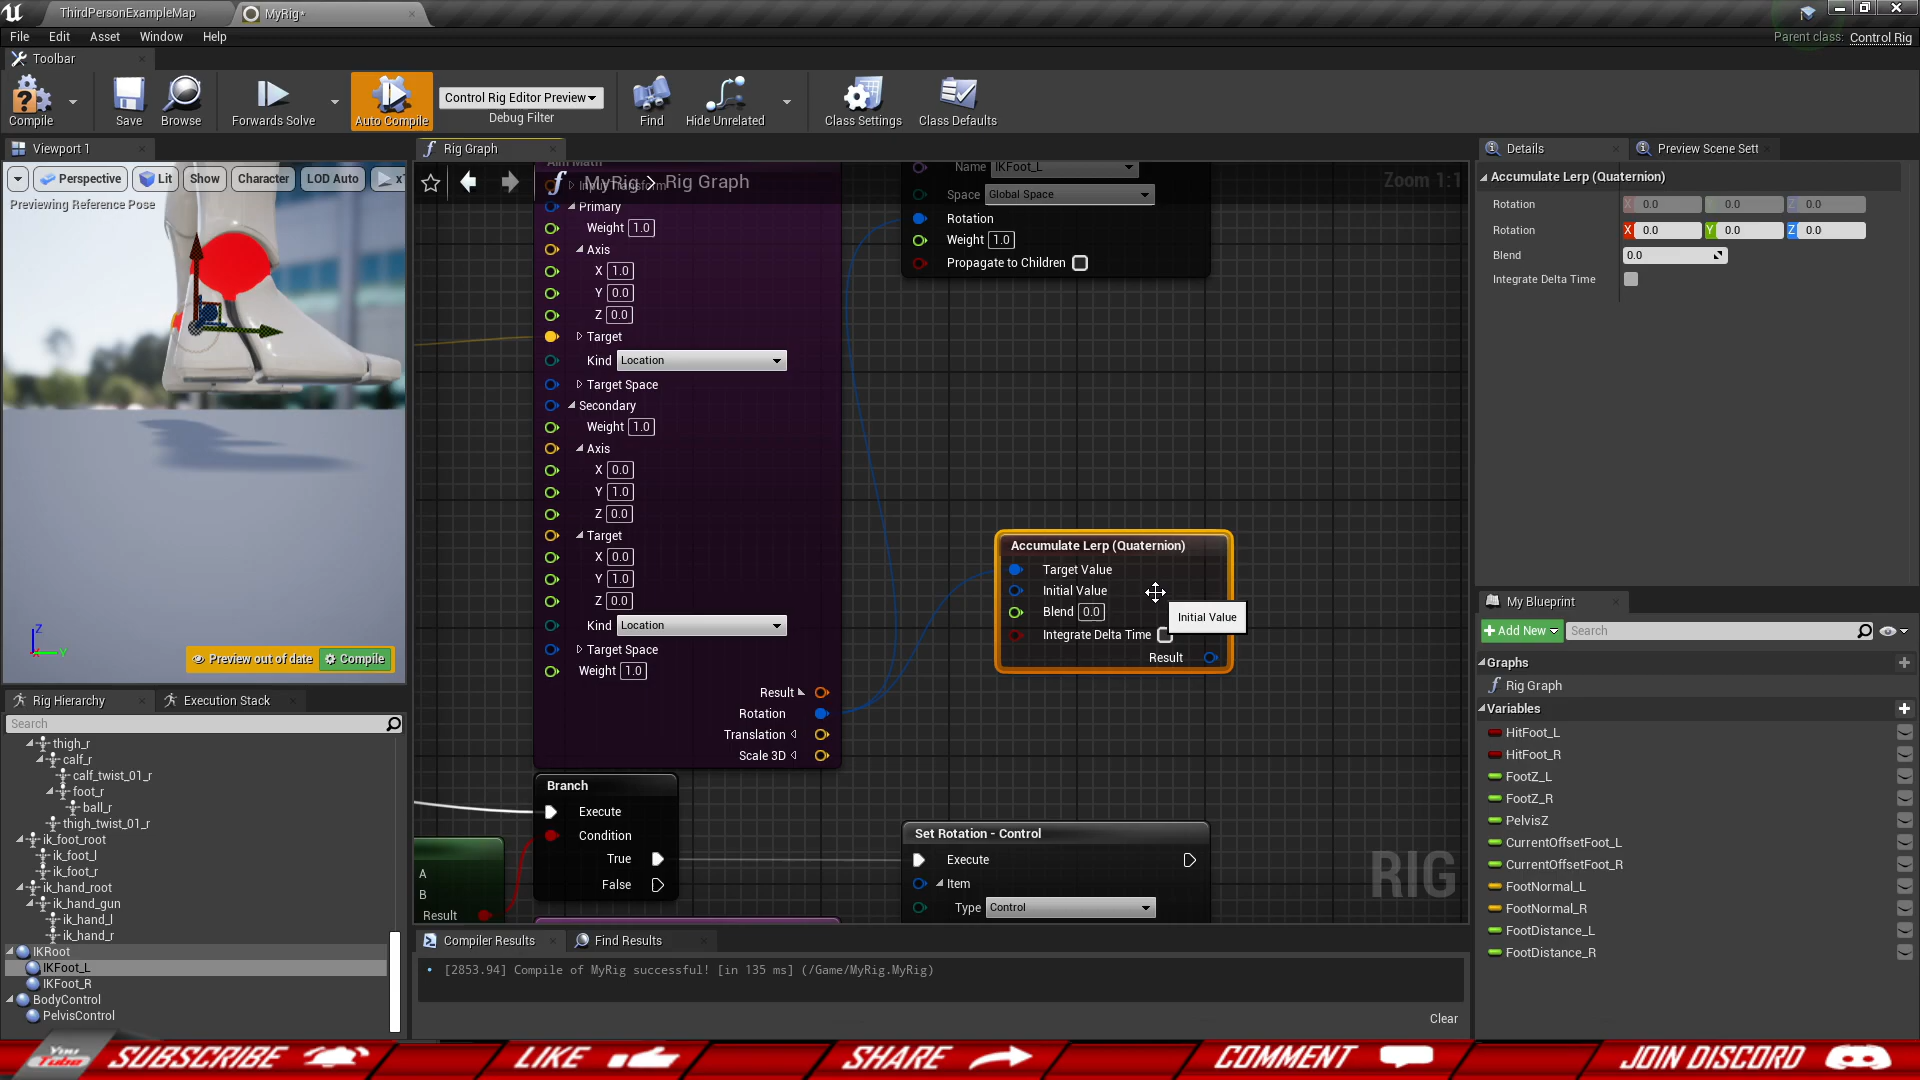 ThirdPersonExampleMap
MyRig*
File
Edit
Asset
Window
Help
Parent class: Control Rig
Toolbar
Compile
Save
Browse
Forwards Solve
Auto Compile
Control Rig Editor Preview
Debug Filter
Find
Hide Unrelated
Class Settings
Class Defaults
Viewport 1
Perspective
Lit
Show
Character
LOD Auto
Previewing Reference Pose
Z
Y
Preview out of date
Compile
Rig Hierarchy
Execution Stack
Search
thigh_r
calf_r
calf_twist_01_r
foot_r
ball_r
thigh_twist_01_r
ik_foot_root
ik_foot_l
ik_foot_r
ik_hand_root
ik_hand_gun
ik_hand_l
ik_hand_r
IKRoot
IKFoot_L
IKFoot_R
BodyControl
PelvisControl
Rig Graph
MyRig > Rig Graph
Zoom 1:1
Aim Math
Primary
Weight 1.0
Axis
X 1.0
Y 0.0
Z 0.0
Target
Kind Location
Target Space
Secondary
Weight 1.0
Axis
X 0.0
Y 1.0
Z 0.0
Target
X 0.0
Y 1.0
Z 0.0
Kind Location
Target Space
Weight 1.0
Result
Rotation
Translation
Scale 3D
Name IKFoot_L
Space Global Space
Rotation
Weight 1.0
Propagate to Children
Accumulate Lerp (Quaternion)
Target Value
Initial Value
Blend 0.0
Integrate Delta Time
Result
Initial Value
Branch
Execute
Condition
True
False
A
B
Result
Set Rotation - Control
Execute
Item
Type Control
RIG
Compiler Results
Find Results
[2853.94] Compile of MyRig successful! [in 135 ms] (/Game/MyRig.MyRig)
Clear
Details
Preview Scene Sett
Accumulate Lerp (Quaternion)
Rotation X 0.0 Y 0.0 Z 0.0
Rotation X 0.0 Y 0.0 Z 0.0
Blend 0.0
Integrate Delta Time
My Blueprint
Add New
Search
Graphs
Rig Graph
Variables
HitFoot_L
HitFoot_R
FootZ_L
FootZ_R
PelvisZ
CurrentOffsetFoot_L
CurrentOffsetFoot_R
FootNormal_L
FootNormal_R
FootDistance_L
FootDistance_R
You Tube SUBSCRIBE LIKE SHARE COMMENT JOIN DISCORD